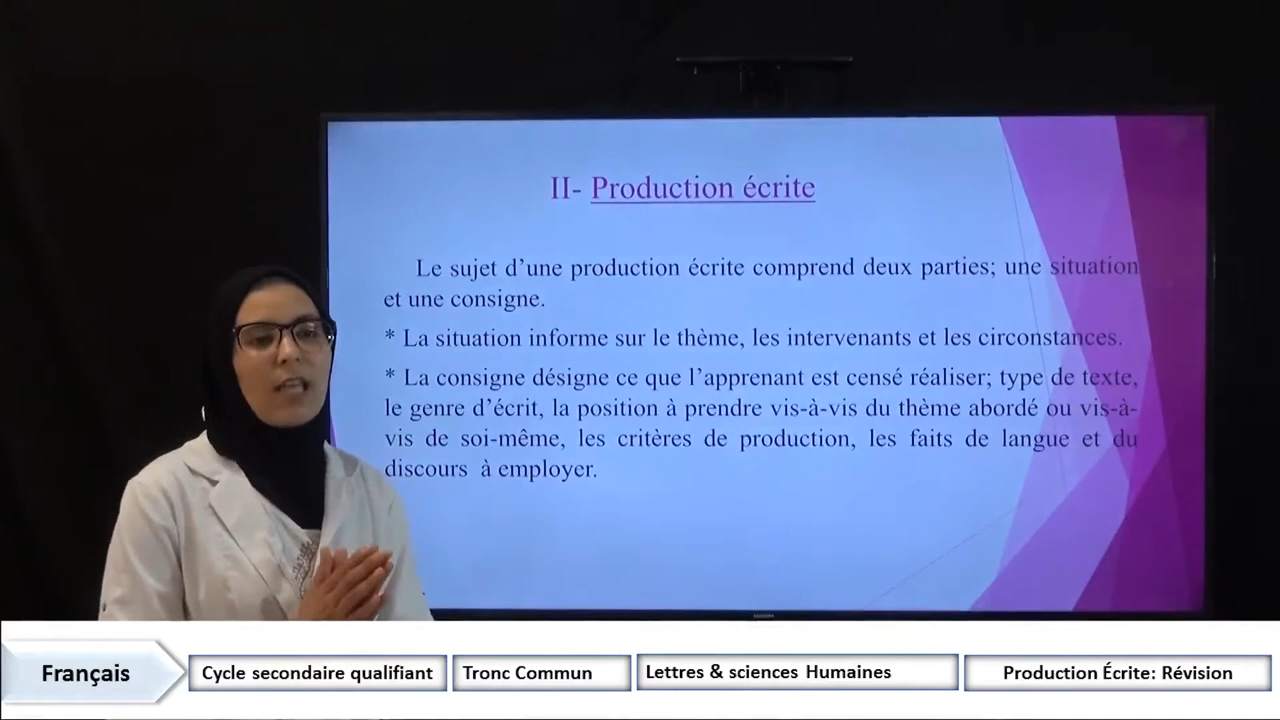 II- Production écrite
Le sujet d’une production écrite comprend deux parties; une situation
et une consigne.
* La situation informe sur le thème, les intervenants et les circonstances.
* La consigne désigne ce que l’apprenant est censé réaliser; type de texte,
le genre d’écrit, la position à prendre vis-à-vis du thème abordé ou vis-à-
vis de soi-même, les critères de production, les faits de langue et du
discours à employer.
Français
Cycle secondaire qualifiant
Tronc Commun
Lettres & sciences Humaines
Production Écrite: Révision